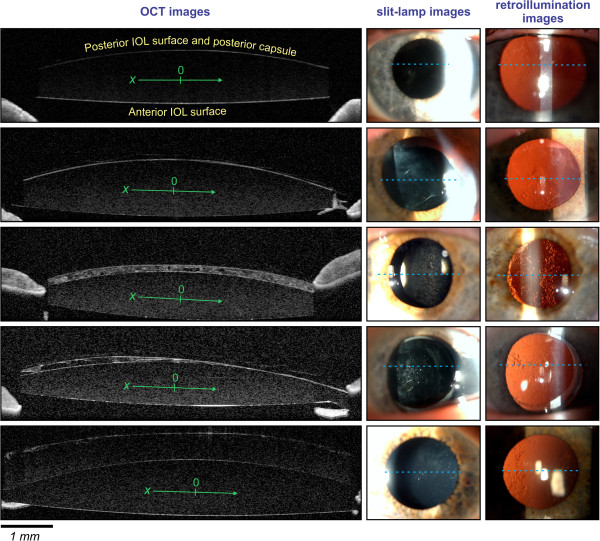 OCT images
slit-lamp images
retroillumination
images
Posterior IOL surface and posterior capsule
0
x
Anterior IOL surface
0
x
0
x
0
x
0
x
1 mm